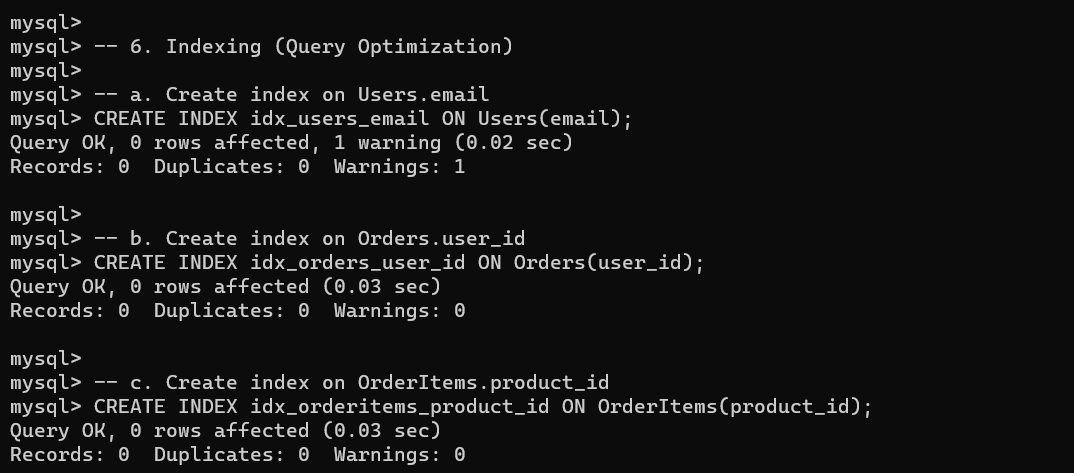 mysql>
mysql> -- 6. Indexing (Query Optimization)
mysql>
mysql> -- a. Create index on Users.email
mysql> CREATE INDEX idx_users_email ON Users(email);
Query OK, 0 rows affected, 1 warning (0.02 sec)
Records: 0  Duplicates: 0  Warnings: 1

mysql>
mysql> -- b. Create index on Orders.user_id
mysql> CREATE INDEX idx_orders_user_id ON Orders(user_id);
Query OK, 0 rows affected (0.03 sec)
Records: 0  Duplicates: 0  Warnings: 0

mysql>
mysql> -- c. Create index on OrderItems.product_id
mysql> CREATE INDEX idx_orderitems_product_id ON OrderItems(product_id);
Query OK, 0 rows affected (0.03 sec)
Records: 0  Duplicates: 0  Warnings: 0